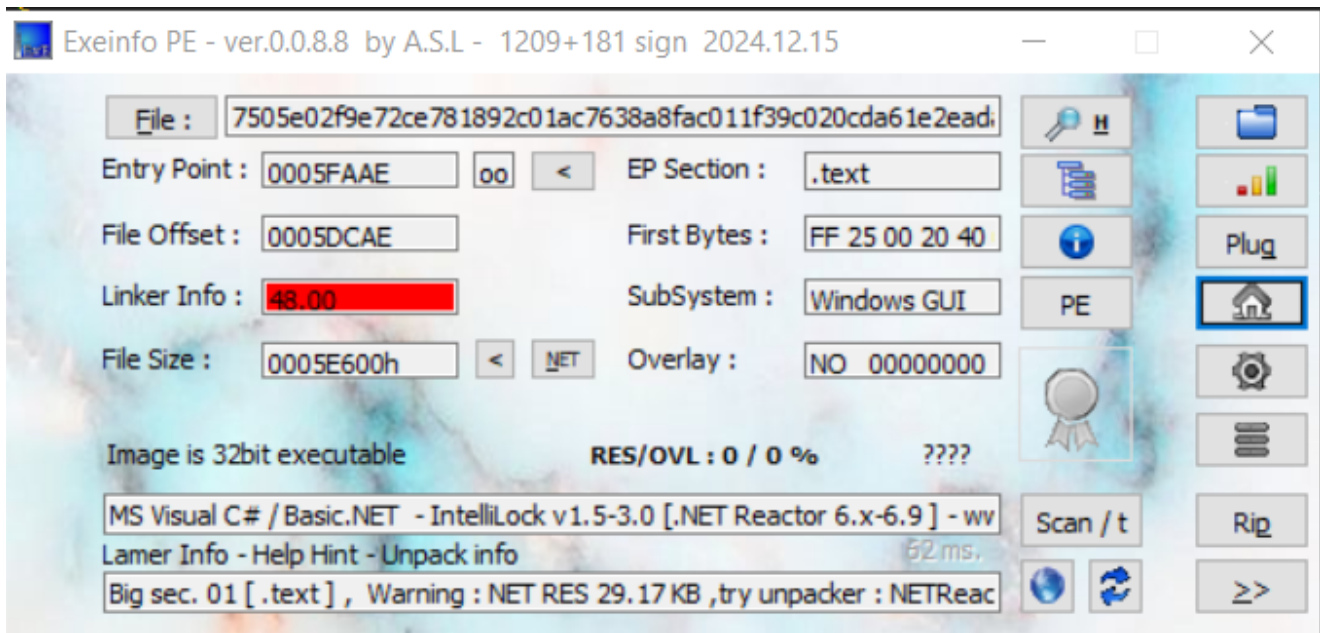 Exeinfo PE - ver.0.0.8.8 by A.S.L - 1209+181 sign 2024.12.15
File : 7505e02f9e72ce781892c01ac7638a8fac011f39c020cda61e2ead H
Entry Point : 0005FAAE oo < EP Section : .text
File Offset : 0005DCAE First Bytes : FF 25 00 20 40 Plug
Linker Info : 48.00 SubSystem : Windows GUI PE
File Size : 0005E600h < NET Overlay : NO 00000000
Image is 32bit executable RES/OVL : 0 / 0 % ????
MS Visual C# / Basic.NET - IntelliLock v1.5-3.0 [.NET Reactor 6.x-6.9 ] - Scan / t Rip
Lamer Info - Help Hint - Unpack info 62 ms.
Big sec. 01 [ .text ] , Warning : NET RES 29.17 KB ,try unpacker : NETReac >>